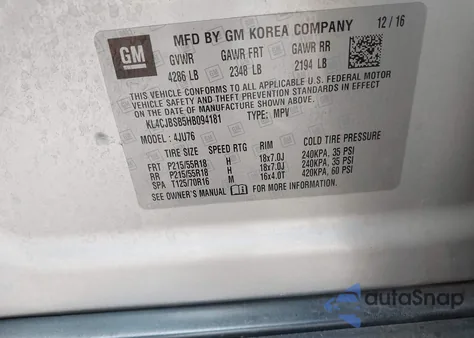 GM
MFD BY GM KOREA COMPANY 12/16
GVWR GAWR FRT GAWR RR
4286 LB 2348 LB 2194 LB
THIS VEHICLE CONFORMS TO ALL APPLICABLE U.S. FEDERAL MOTOR
VEHICLE SAFETY, BUMPER, AND THEFT PREVENTION STANDARDS IN
EFFECT ON THE DATE OF MANUFACTURE SHOWN ABOVE.
KL4CJBSB5HB094181 TYPE: MPV
MODEL: 4JU76
TIRE SIZE SPEED RTG RIM COLD TIRE PRESSURE
FRT P215/55R18 H 18x7.0J 240KPA, 35 PSI
RR P215/55R18 H 18x7.0J 240KPA, 35 PSI
SPA T125/70R16 M 16x4.0T 420KPA, 60 PSI
SEE OWNER'S MANUAL FOR MORE INFORMATION
autoSnap